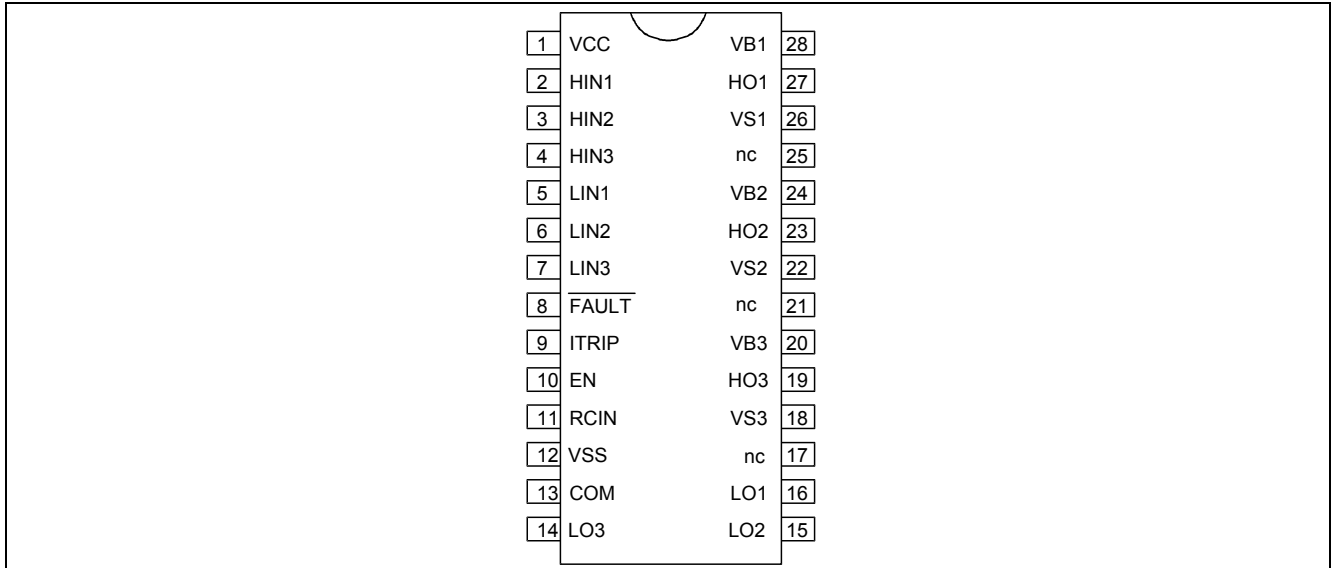 1 VCC VB1 28
2 HIN1 HO1 27
3 HIN2 VS1 26
4 HIN3 nc 25
5 LIN1 VB2 24
6 LIN2 HO2 23
7 LIN3 VS2 22
8 FAULT nc 21
9 ITRIP VB3 20
10 EN HO3 19
11 RCIN VS3 18
12 VSS nc 17
13 COM LO1 16
14 LO3 LO2 15